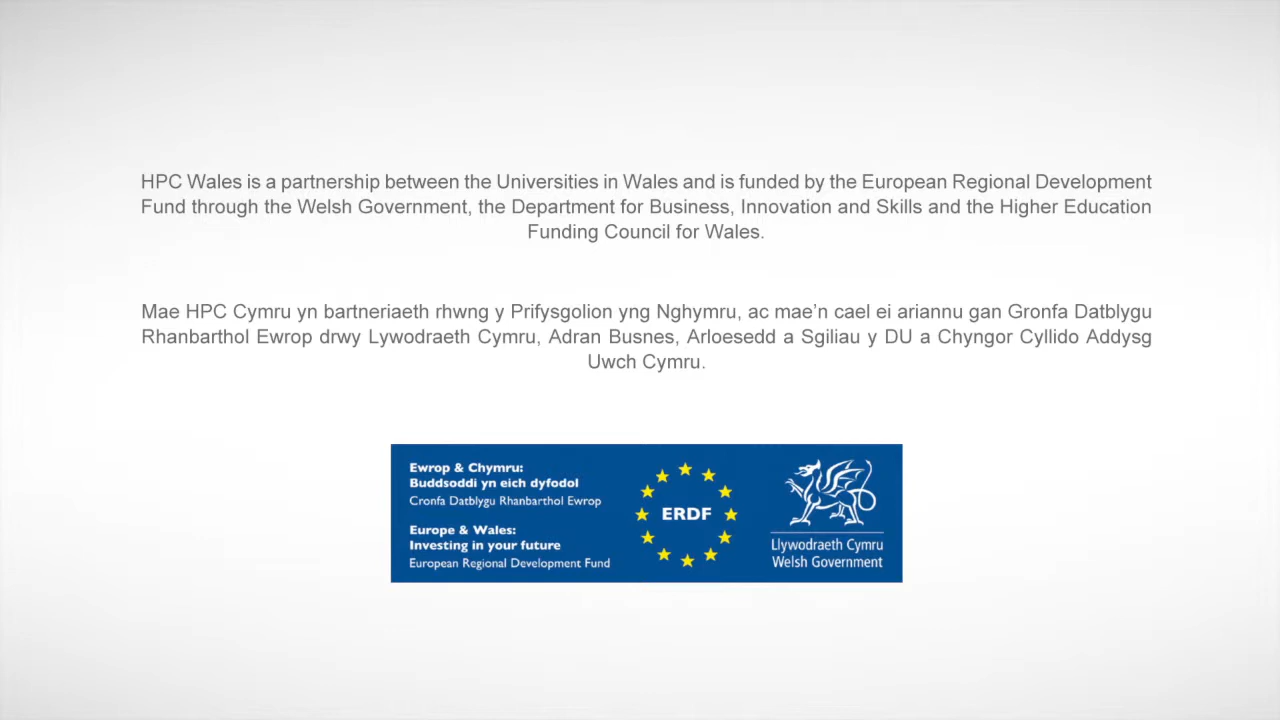 HPC Wales is a partnership between the Universities in Wales and is funded by the European Regional Development
Fund through the Welsh Government, the Department for Business, Innovation and Skills and the Higher Education
Funding Council for Wales.
Mae HPC Cymru yn bartneriaeth rhwng y Prifysgolion yng Nghymru, ac mae’n cael ei ariannu gan Gronfa Datblygu
Rhanbarthol Ewrop drwy Lywodraeth Cymru, Adran Busnes, Arloesedd a Sgiliau y DU a Chyngor Cyllido Addysg
Uwch Cymru.
Ewrop & Chymru:
Buddsoddi yn eich dyfodol
Cronfa Datblygu Rhanbarthol Ewrop
Europe & Wales:
Investing in your future
European Regional Development Fund
ERDF
Llywodraeth Cymru
Welsh Government